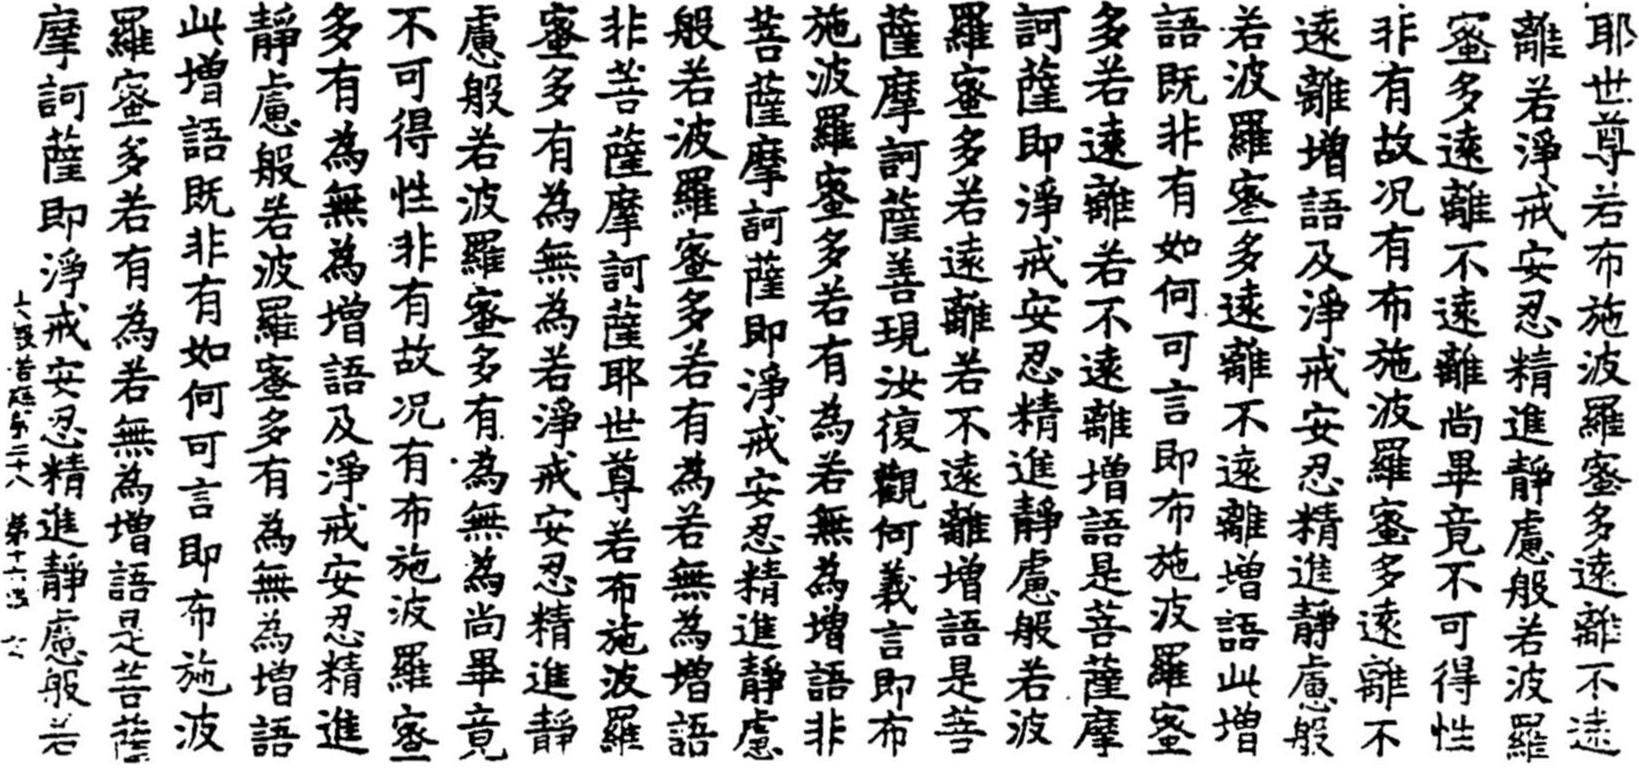 耶世尊若布施波羅蜜多遠離不遠
離若淨戒安忍精進靜慮般若波羅
蜜多遠離不遠離尚畢竟不可得性
非有故况有布施波羅蜜多遠離不
遠離增語及淨戒安忍精進靜慮般
若波羅蜜多遠離不遠離增語此增
語既非有如何可言即布施波羅蜜
多若遠離若不遠離增語是菩薩摩
訶薩即淨戒安忍精進靜慮般若波
羅蜜多若遠離若不遠離增語是菩
薩摩訶薩善現汝復觀何義言即布
施波羅蜜多若有為若無為增語非
菩薩摩訶薩即淨戒安忍精進靜慮
般若波羅蜜多若有為若無為增語
非菩薩摩訶薩耶世尊若布施波羅
蜜多有為無為若淨戒安忍精進靜
慮般若波羅蜜多有為無為尚畢竟
不可得性非有故况有布施波羅蜜
多有為無為增語及淨戒安忍精進
靜慮般若波羅蜜多有為無為增語
此增語既非有如何可言即布施波
羅蜜多若有為若無為增語是菩薩
摩訶薩即淨戒安忍精進靜慮般若
第二十八 第十六